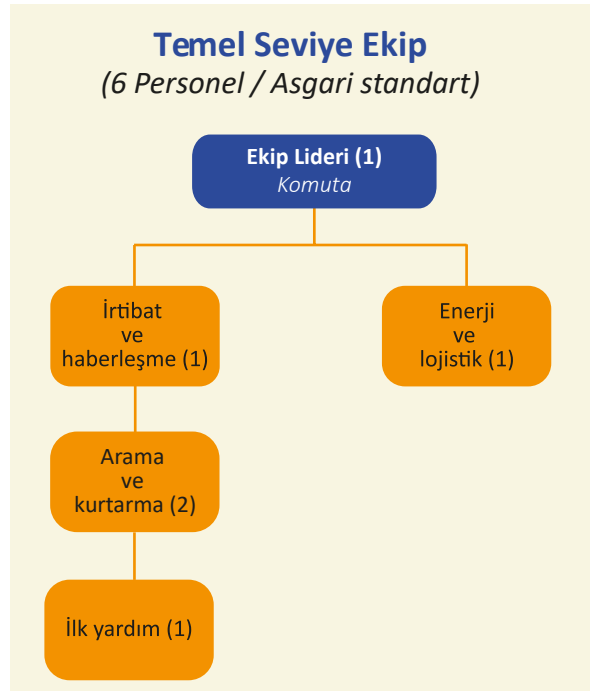 Temel Seviye Ekip
(6 Personel / Asgari standart)
Ekip Lideri (1)
Komuta
İrtibat
ve
haberleşme (1)
Enerji
ve
lojistik (1)
Arama
ve
kurtarma (2)
İlk yardım (1)